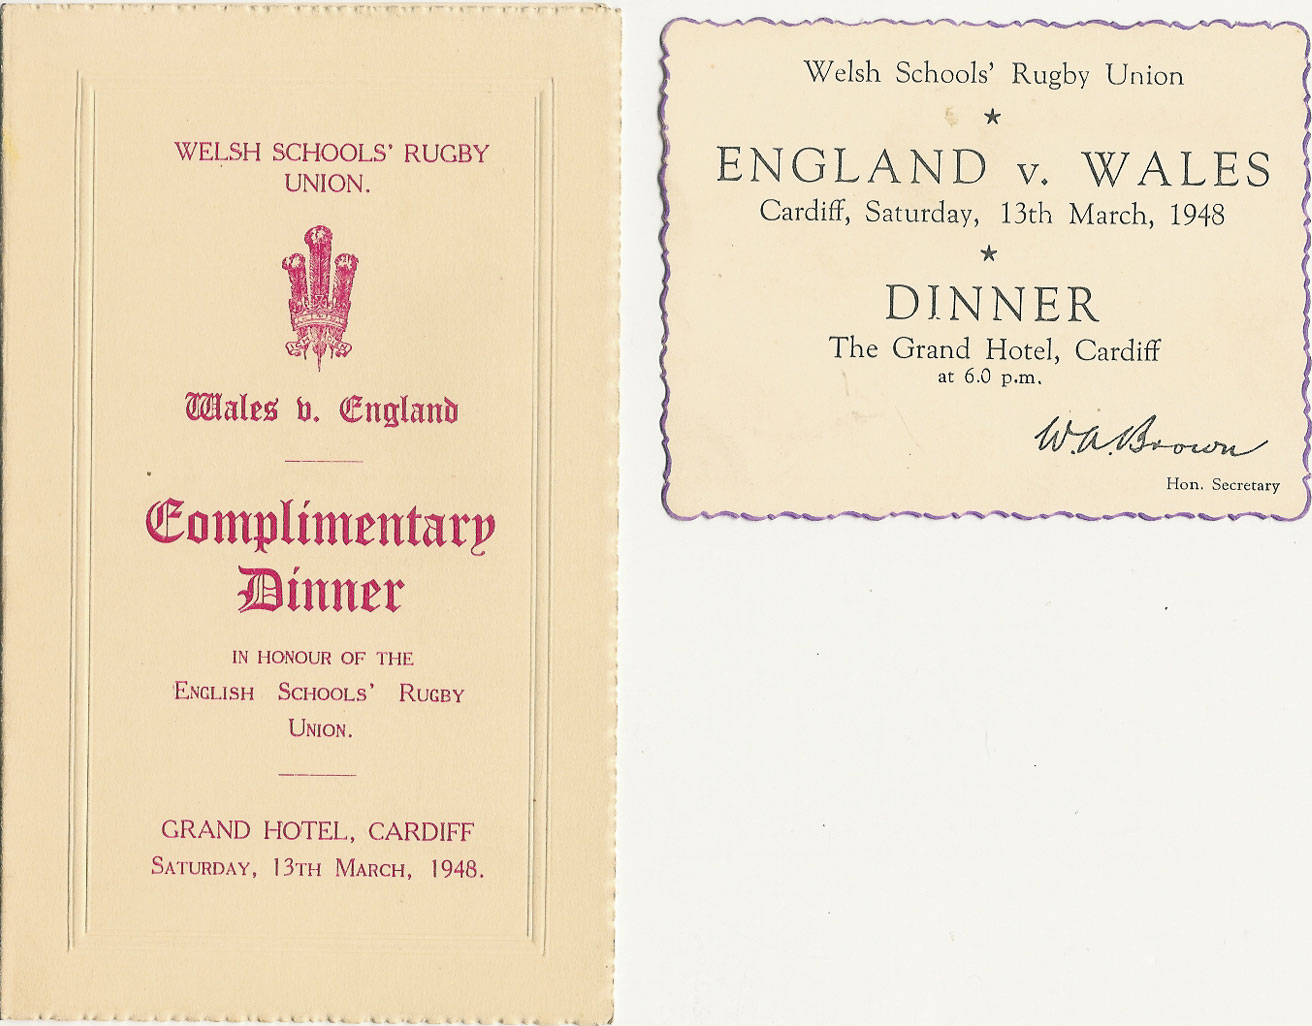 WELSH SCHOOLS' RUGBY
UNION.
Wales v. England
Complimentary
Dinner
IN HONOUR OF THE
ENGLISH SCHOOLS' RUGBY
UNION.
GRAND HOTEL, CARDIFF
SATURDAY, 13TH MARCH, 1948.
Welsh Schools' Rugby Union
ENGLAND v. WALES
Cardiff, Saturday, 13th March, 1948
DINNER
The Grand Hotel, Cardiff
at 6.0 p.m.
W.A. Brown
Hon. Secretary